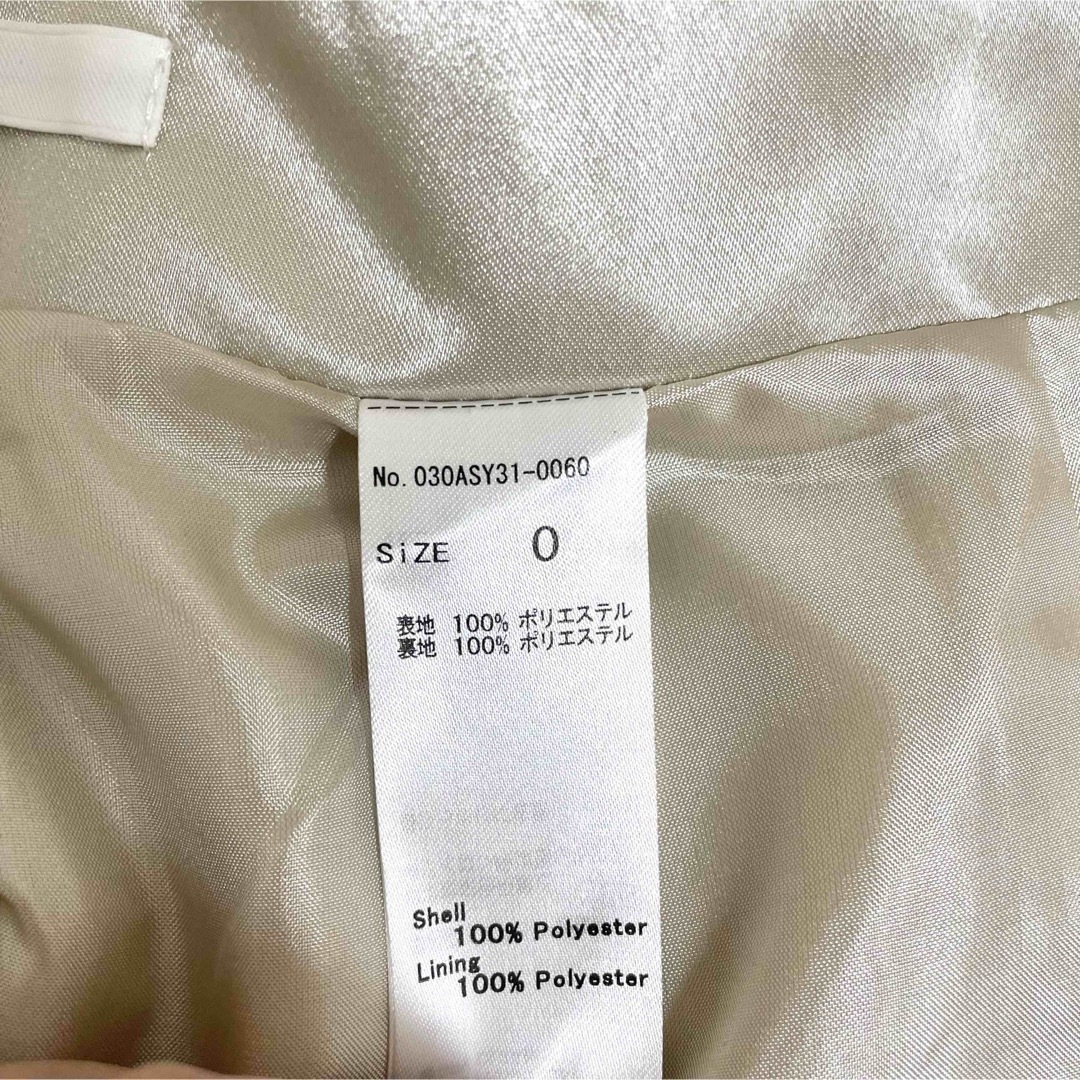 No. 030ASY31-0060
SiZE 0
表地 100% ポリエステル
裏地 100% ポリエステル
Shell
100% Polyester
Lining
100% Polyester